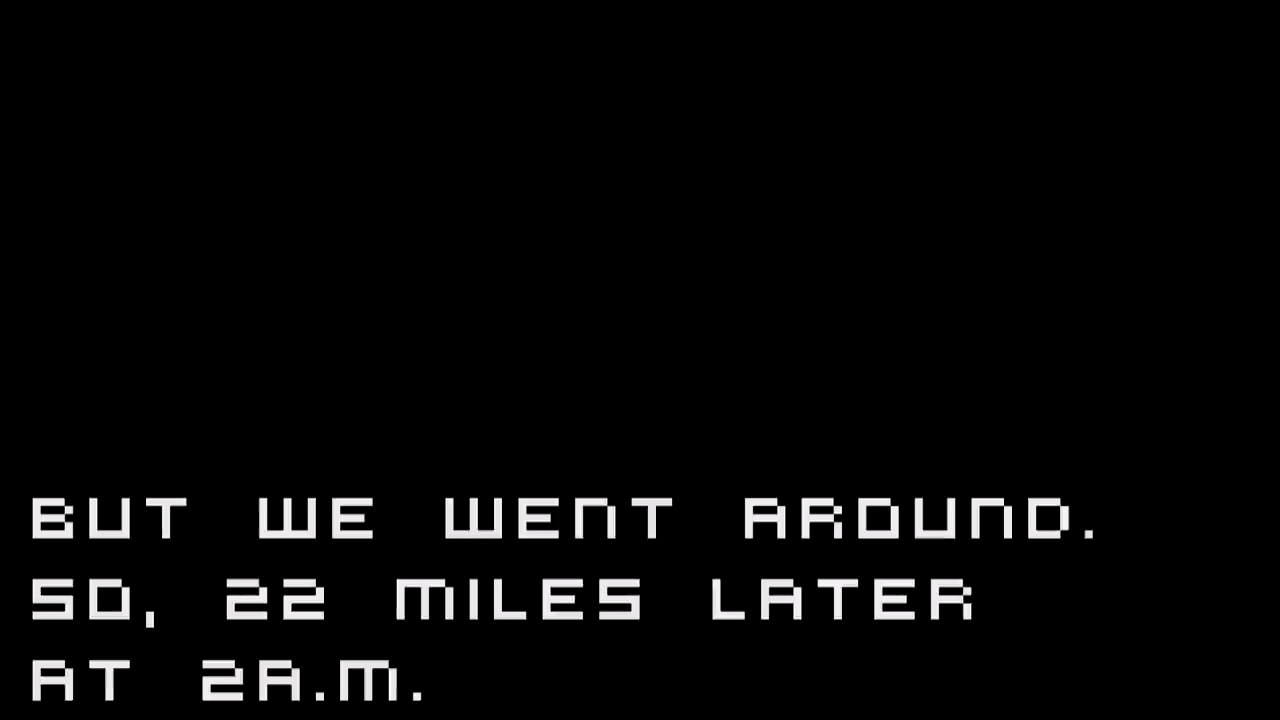 BUT WE WENT AROUND.
SO, 22 MILES LATER
AT 2A.M.